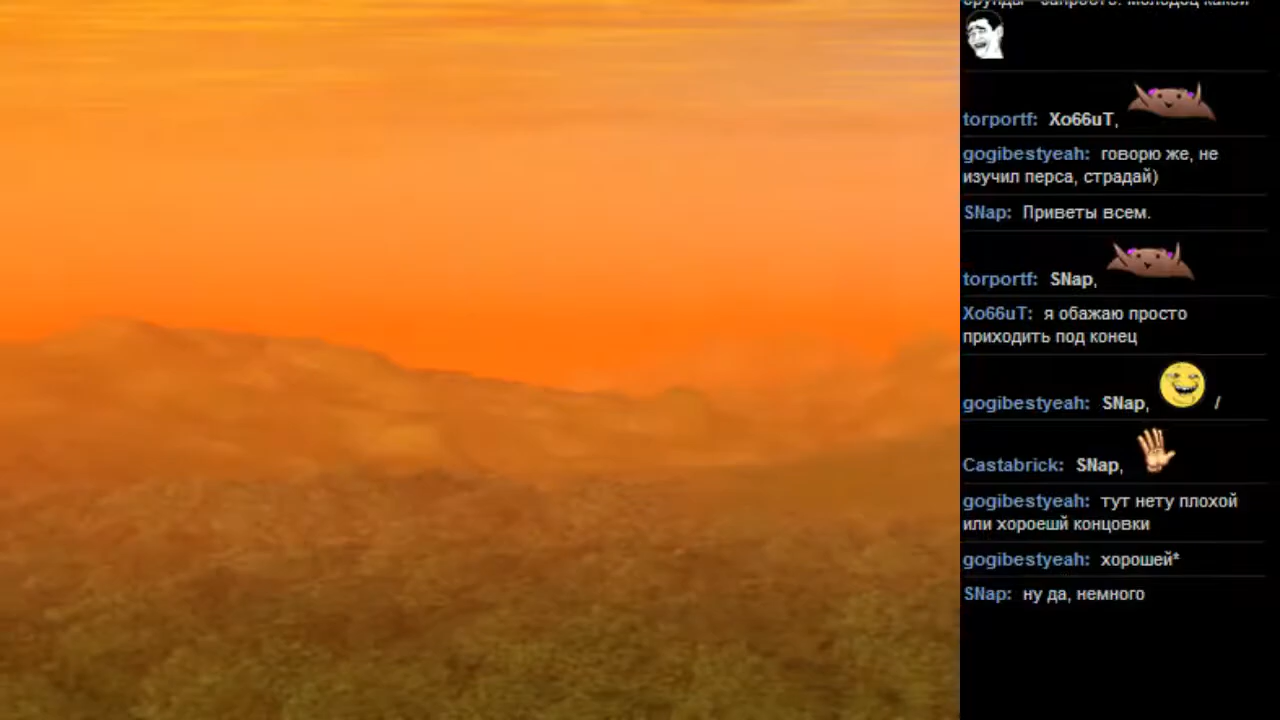 torportf: Xo66uT,
gogibestyeah: говорю же, не
изучил перса, страдай)
SNap: Приветы всем.
torportf: SNap,
Xo66uT: я обажаю просто
приходить под конец
gogibestyeah: SNap, /
Castabrick: SNap,
gogibestyeah: тут нету плохой
или хороешй концовки
gogibestyeah: хорошей*
SNap: ну да, немного